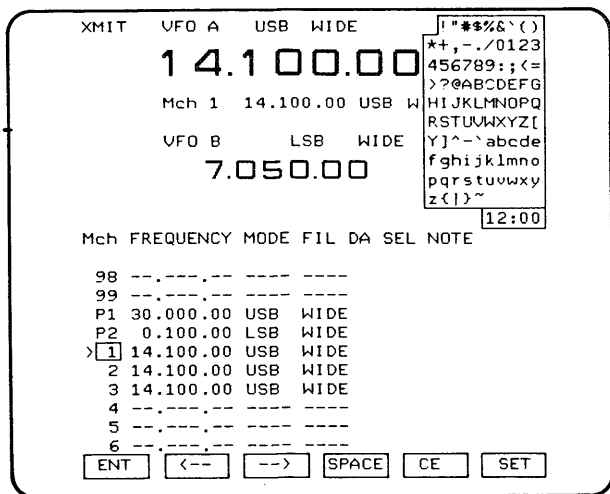 XMIT VFO A USB WIDE
14.100.00
Mch 1 14.100.00 USB W
VFO B LSB WIDE
7.050.00
!"#$%&`()
*+,-./0123
456789:;<=
>?@ABCDEFG
HIJKLMNOPQ
RSTUVWXYZ[
Y]^-`abcde
fghijklmno
pqrstuvwxy
z{|}~
12:00
Mch FREQUENCY MODE FIL DA SEL NOTE
98 --.---.-- ---- ----
99 --.---.-- ---- ----
P1 30.000.00 USB WIDE
P2 0.100.00 LSB WIDE
>1 14.100.00 USB WIDE
2 14.100.00 USB WIDE
3 14.100.00 USB WIDE
4 --.---.-- ---- ----
5 --.---.-- ---- ----
6 --.---.-- ---- ----
ENT <-- --> SPACE CE SET